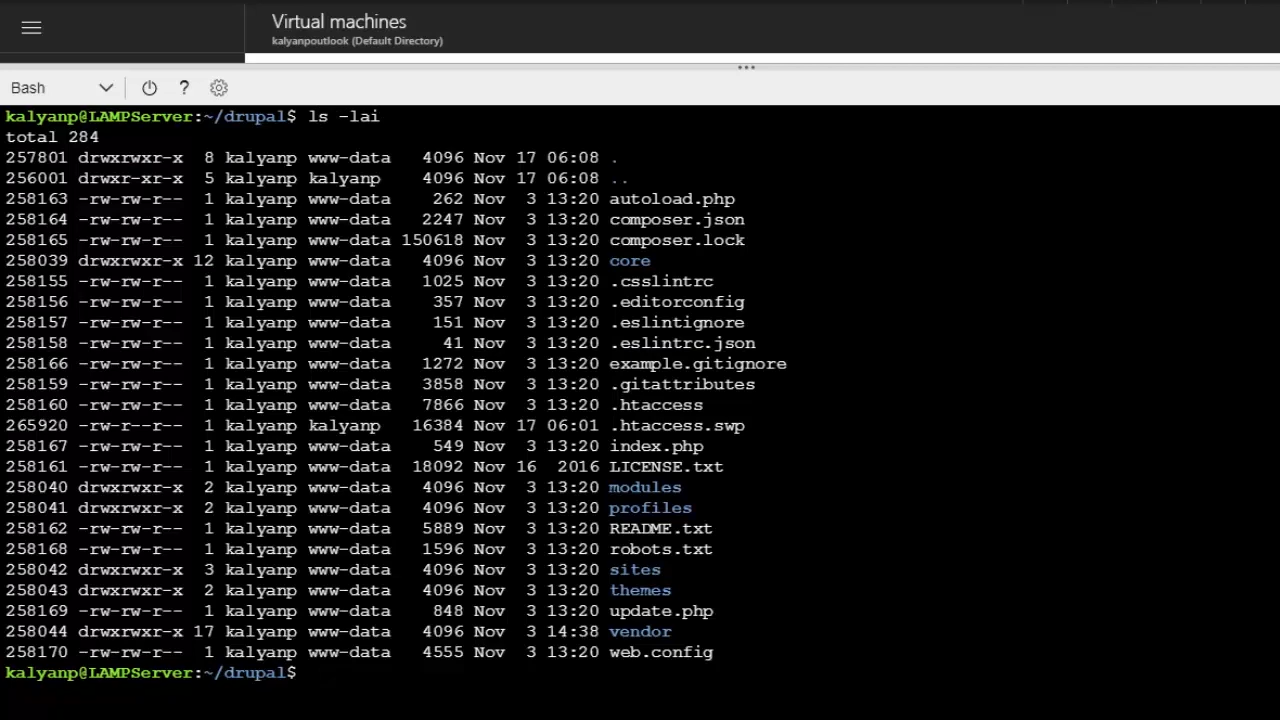 Virtual machines
kalyanpoutlook (Default Directory)
Bash ?
kalyanp@LAMPServer:~/drupal$ ls -lai
total 284
257801 drwxrwxr-x  8 kalyanp www-data   4096 Nov 17 06:08 .
256001 drwxr-xr-x  5 kalyanp kalyanp    4096 Nov 17 06:08 ..
258163 -rw-rw-r--  1 kalyanp www-data    262 Nov  3 13:20 autoload.php
258164 -rw-rw-r--  1 kalyanp www-data   2247 Nov  3 13:20 composer.json
258165 -rw-rw-r--  1 kalyanp www-data 150618 Nov  3 13:20 composer.lock
258039 drwxrwxr-x 12 kalyanp www-data   4096 Nov  3 13:20 core
258155 -rw-rw-r--  1 kalyanp www-data   1025 Nov  3 13:20 .csslintrc
258156 -rw-rw-r--  1 kalyanp www-data    357 Nov  3 13:20 .editorconfig
258157 -rw-rw-r--  1 kalyanp www-data    151 Nov  3 13:20 .eslintignore
258158 -rw-rw-r--  1 kalyanp www-data     41 Nov  3 13:20 .eslintrc.json
258166 -rw-rw-r--  1 kalyanp www-data   1272 Nov  3 13:20 example.gitignore
258159 -rw-rw-r--  1 kalyanp www-data   3858 Nov  3 13:20 .gitattributes
258160 -rw-rw-r--  1 kalyanp www-data   7866 Nov  3 13:20 .htaccess
265920 -rw-r--r--  1 kalyanp kalyanp   16384 Nov 17 06:01 .htaccess.swp
258167 -rw-rw-r--  1 kalyanp www-data    549 Nov  3 13:20 index.php
258161 -rw-rw-r--  1 kalyanp www-data  18092 Nov 16  2016 LICENSE.txt
258040 drwxrwxr-x  2 kalyanp www-data   4096 Nov  3 13:20 modules
258041 drwxrwxr-x  2 kalyanp www-data   4096 Nov  3 13:20 profiles
258162 -rw-rw-r--  1 kalyanp www-data   5889 Nov  3 13:20 README.txt
258168 -rw-rw-r--  1 kalyanp www-data   1596 Nov  3 13:20 robots.txt
258042 drwxrwxr-x  3 kalyanp www-data   4096 Nov  3 13:20 sites
258043 drwxrwxr-x  2 kalyanp www-data   4096 Nov  3 13:20 themes
258169 -rw-rw-r--  1 kalyanp www-data    848 Nov  3 13:20 update.php
258044 drwxrwxr-x 17 kalyanp www-data   4096 Nov  3 14:38 vendor
258170 -rw-rw-r--  1 kalyanp www-data   4555 Nov  3 13:20 web.config
kalyanp@LAMPServer:~/drupal$